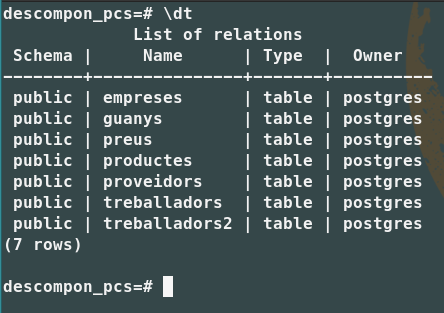 descompon_pcs=# \dt
             List of relations
 Schema |     Name      | Type  |  Owner
--------+---------------+-------+----------
 public | empreses      | table | postgres
 public | guanys        | table | postgres
 public | preus         | table | postgres
 public | productes     | table | postgres
 public | proveidors    | table | postgres
 public | treballadors  | table | postgres
 public | treballadors2 | table | postgres
(7 rows)

descompon_pcs=#